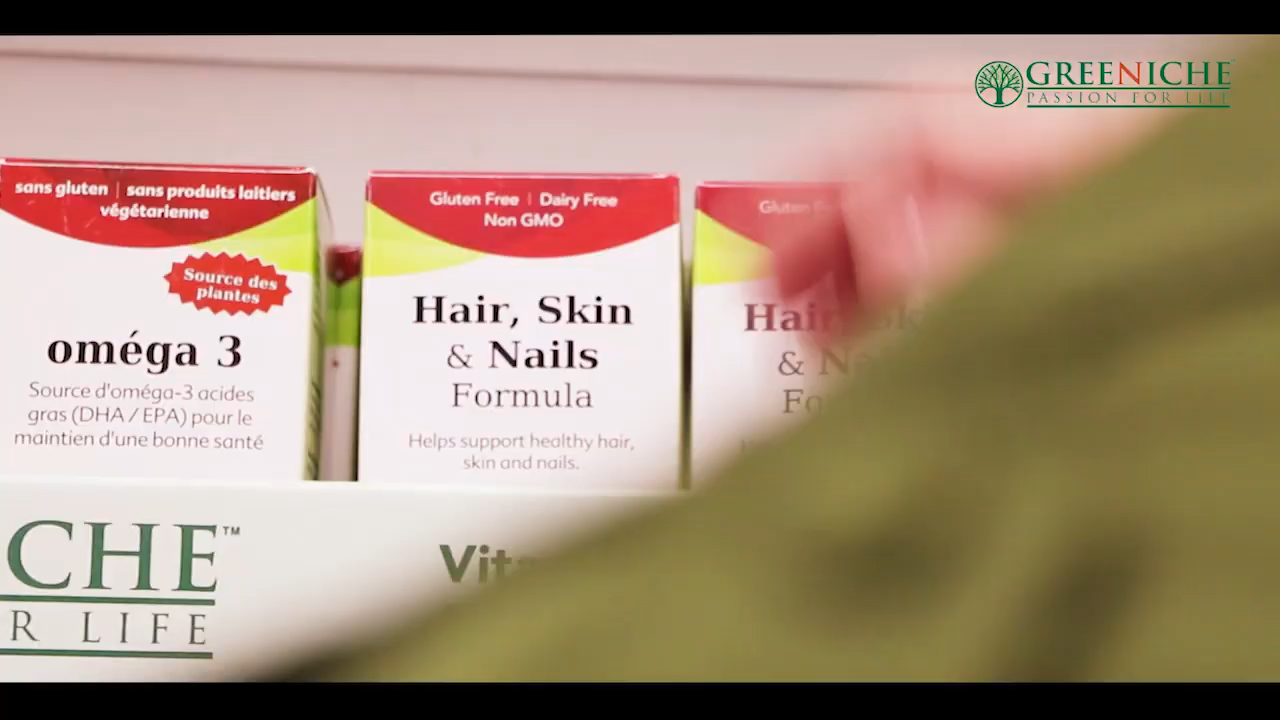 GREENICHE
PASSION FOR LIFE
sans gluten | sans produits laitiers
végétarienne
Source des
plantes
oméga 3
Source d'oméga-3 acides
gras (DHA / EPA) pour le
maintien d'une bonne santé
Gluten Free | Dairy Free
Non GMO
Hair, Skin
& Nails
Formula
Helps support healthy hair,
skin and nails.
Gluten
Hair,
&
CHE™
R LIFE